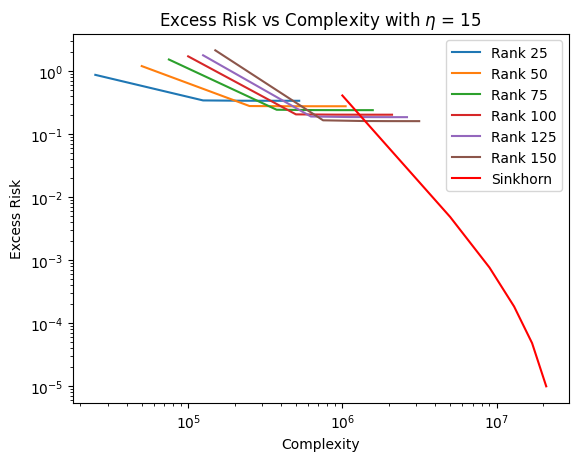 Excess Risk vs Complexity with η = 15
Excess Risk
10⁰
10⁻¹
10⁻²
10⁻³
10⁻⁴
10⁻⁵
Rank 25
Rank 50
Rank 75
Rank 100
Rank 125
Rank 150
Sinkhorn
10⁵
10⁶
10⁷
Complexity